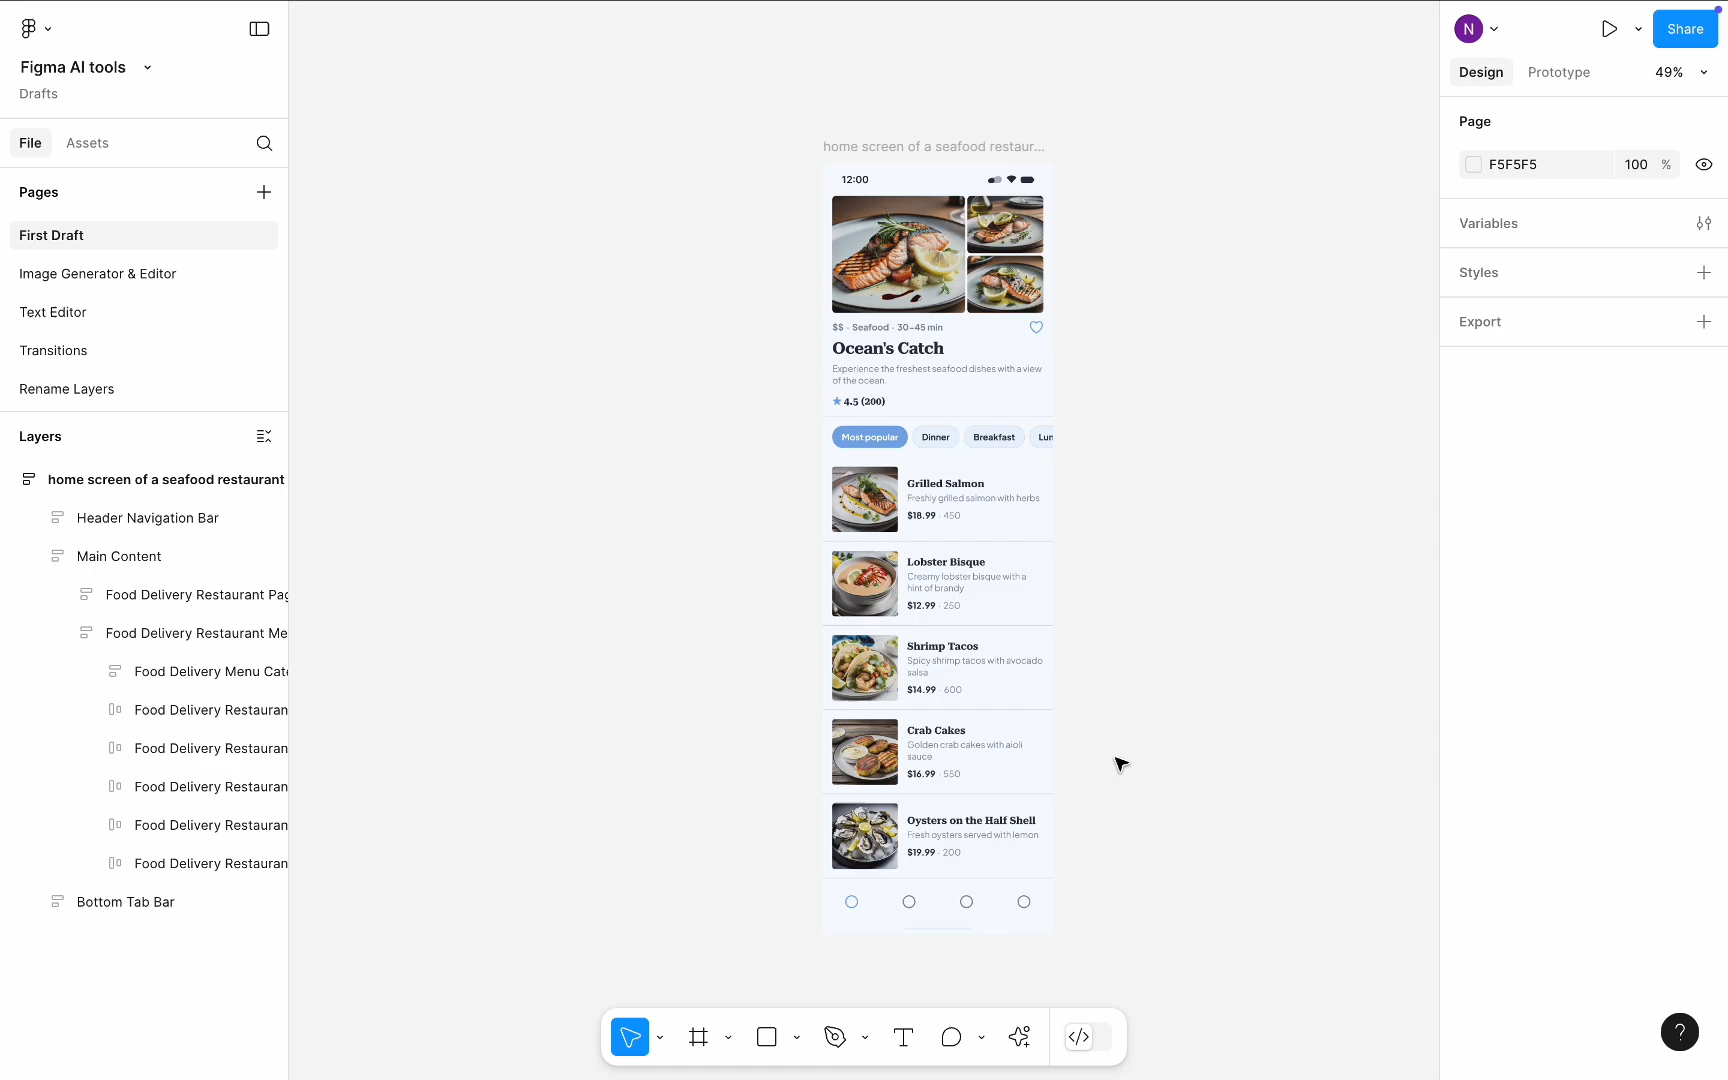 Figma AI tools
Drafts
File
Assets
Pages
First Draft
Image Generator & Editor
Text Editor
Transitions
Rename Layers
Layers
home screen of a seafood restaurant
Header Navigation Bar
Main Content
Food Delivery Restaurant Pag
Food Delivery Restaurant Me
Food Delivery Menu Cate
Food Delivery Restauran
Food Delivery Restauran
Food Delivery Restauran
Food Delivery Restauran
Food Delivery Restauran
Bottom Tab Bar
home screen of a seafood restaur...
12:00
$$ · Seafood · 30–45 min
Ocean's Catch
Experience the freshest seafood dishes with a view
of the ocean.
4.5 (200)
Most popular
Dinner
Breakfast
Lun
Grilled Salmon
Freshly grilled salmon with herbs
$18.99 · 450
Lobster Bisque
Creamy lobster bisque with a
hint of brandy
$12.99 · 250
Shrimp Tacos
Spicy shrimp tacos with avocado
salsa
$14.99 · 600
Crab Cakes
Golden crab cakes with aioli
sauce
$16.99 · 550
Oysters on the Half Shell
Fresh oysters served with lemon
$19.99 · 200
N
Share
Design
Prototype
49%
Page
F5F5F5
100
%
Variables
Styles
Export
?